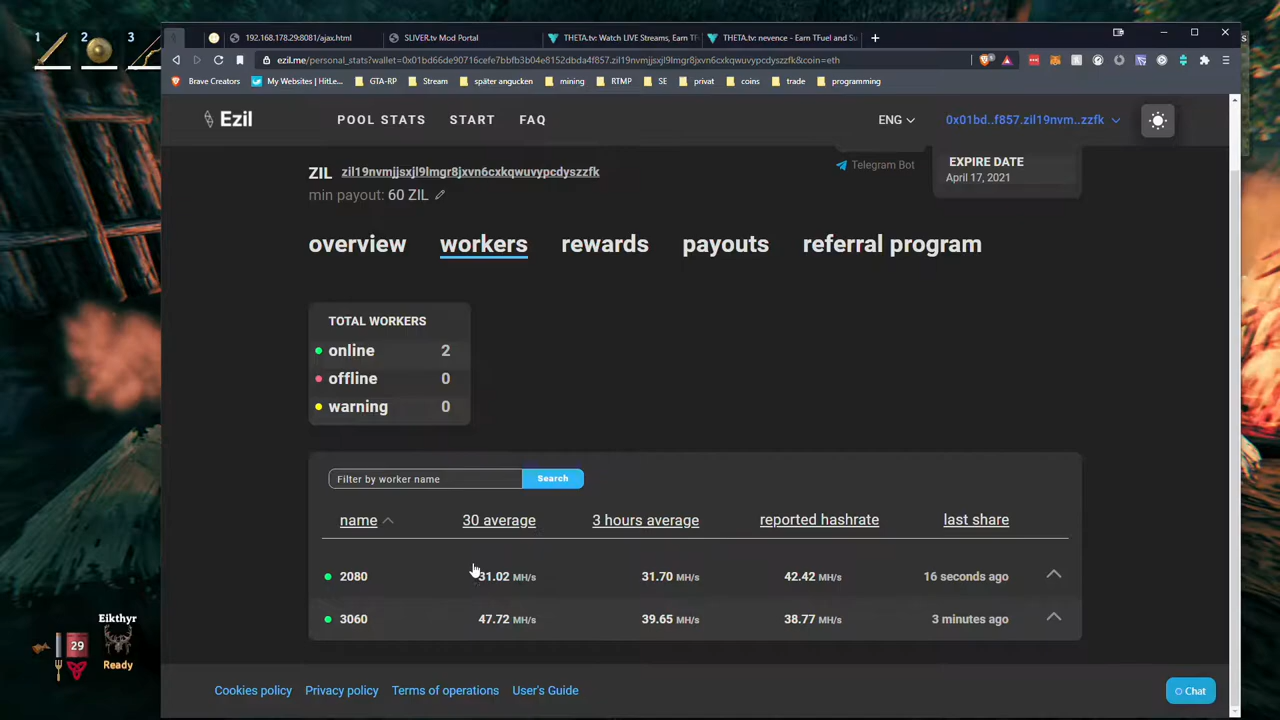 1 2 3
192.168.178.29:8081/ajax.html SLIVER.tv Mod Portal THETA.tv: Watch LIVE Streams, Earn TF THETA.tv: nevence - Earn TFuel and Su
ezil.me/personal_stats?wallet=0x01bd66de90716cefe7bbfb3d04e8152dbda4f857.zil19nvmjjsxjl9lmgr8jxvn6cxkqwuvypcdyszzfk&coin=eth
Brave Creators My Websites | HitLe... GTA-RP Stream später angucken mining RTMP SE privat coins trade programming
Ezil POOL STATS START FAQ ENG 0x01bd..f857.zil19nvm..zzfk
Telegram Bot
EXPIRE DATE
April 17, 2021
ZIL zil19nvmjjsxjl9lmgr8jxvn6cxkqwuvypcdyszzfk
min payout: 60 ZIL
overview workers rewards payouts referral program
TOTAL WORKERS
online 2
offline 0
warning 0
Filter by worker name Search
name 30 average 3 hours average reported hashrate last share
2080 31.02 MH/s 31.70 MH/s 42.42 MH/s 16 seconds ago
3060 47.72 MH/s 39.65 MH/s 38.77 MH/s 3 minutes ago
Cookies policy Privacy policy Terms of operations User's Guide
Chat
Eikthyr
29
Ready